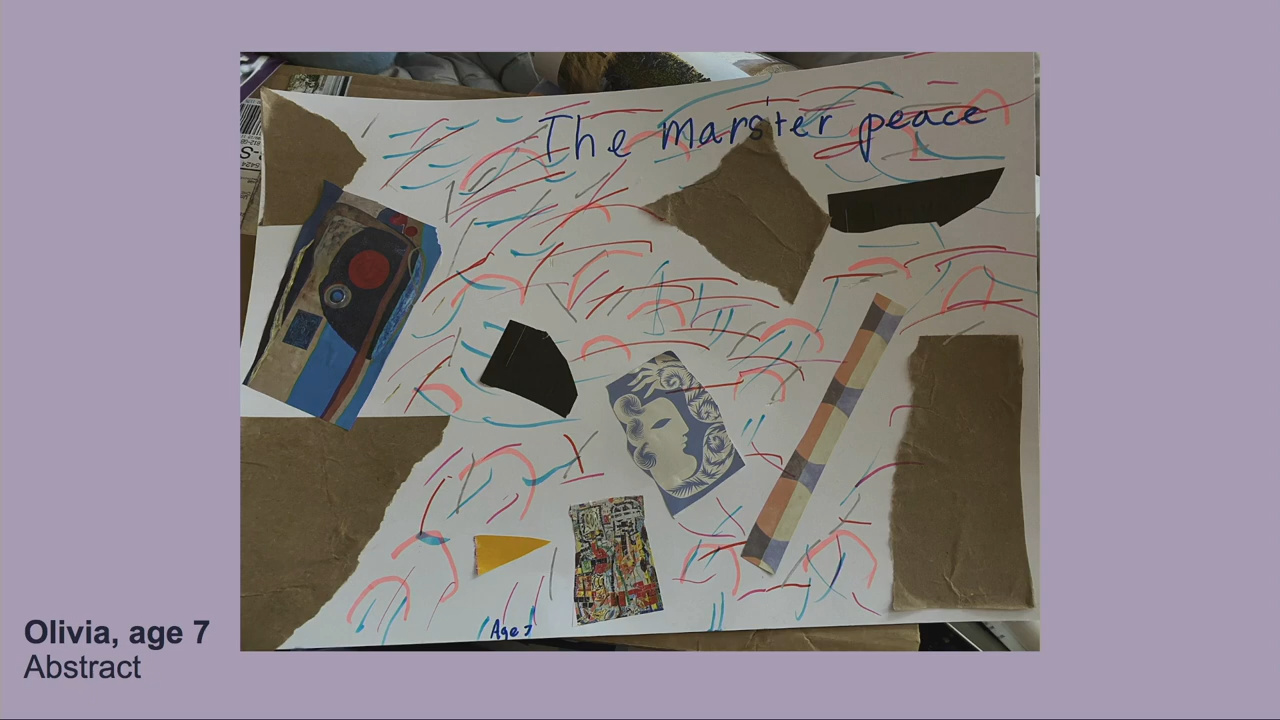 The marster peace
Age 7
Olivia, age 7
Abstract